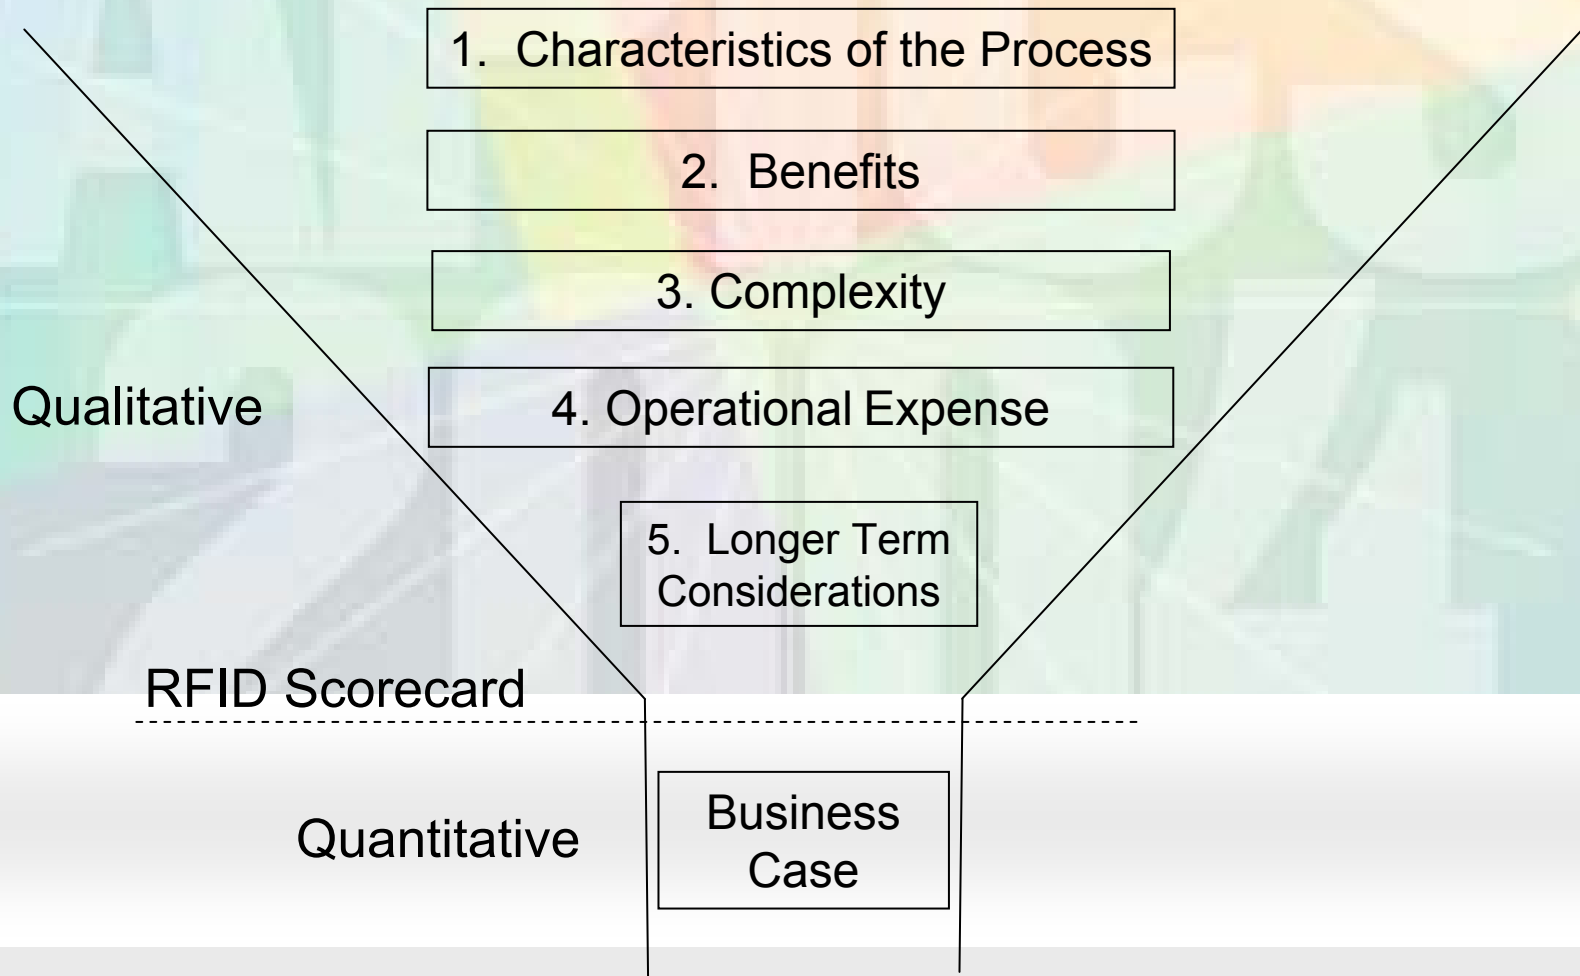 1. Characteristics of the Process
2. Benefits
3. Complexity
Qualitative
4. Operational Expense
5. Longer Term
Considerations
RFID Scorecard
Quantitative
Business
Case